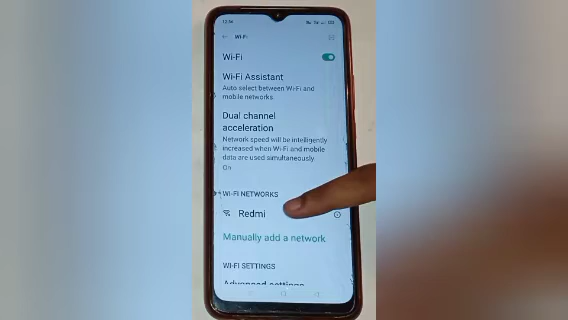 Wi-Fi
Wi-Fi
Wi-Fi Assistant
Auto select between Wi-Fi and
mobile networks.
Dual channel
acceleration
Network speed will be intelligently
increased when Wi-Fi and mobile
data are used simultaneously.
On
WI-FI NETWORKS
Redmi
Manually add a network
WI-FI SETTINGS
Advanced settings